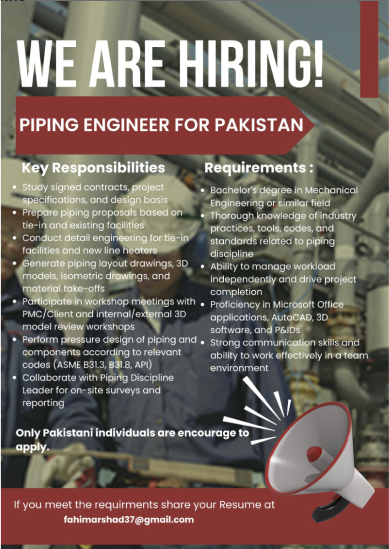 WE ARE HIRING!
PIPING ENGINEER FOR PAKISTAN
Key Responsibilities
Study signed contracts, project
specifications, and design basis
Prepare piping proposals based on
tie-in and existing facilities
Conduct detail engineering for tie-in
facilities and new line heaters
Generate piping layout drawings, 3D
models, isometric drawings, and
material take-offs
Participate in workshop meetings with
PMC/Client and internal/external 3D
model review workshops
Perform pressure design of piping and
components according to relevant
codes (ASME B31.3, B31.8, API)
Collaborate with Piping Discipline
Leader for on-site surveys and
reporting
Requirements :
Bachelor's degree in Mechanical
Engineering or similar field
Thorough knowledge of industry
practices, tools, codes, and
standards related to piping
discipline
Ability to manage workload
independently and drive project
completion
Proficiency in Microsoft Office
applications, AutoCAD, 3D
software, and P&IDs
Strong communication skills and
ability to work effectively in a team
environment
Only Pakistani individuals are encourage to
apply.
If you meet the requirments share your Resume at
fahimarshad37@gmail.com